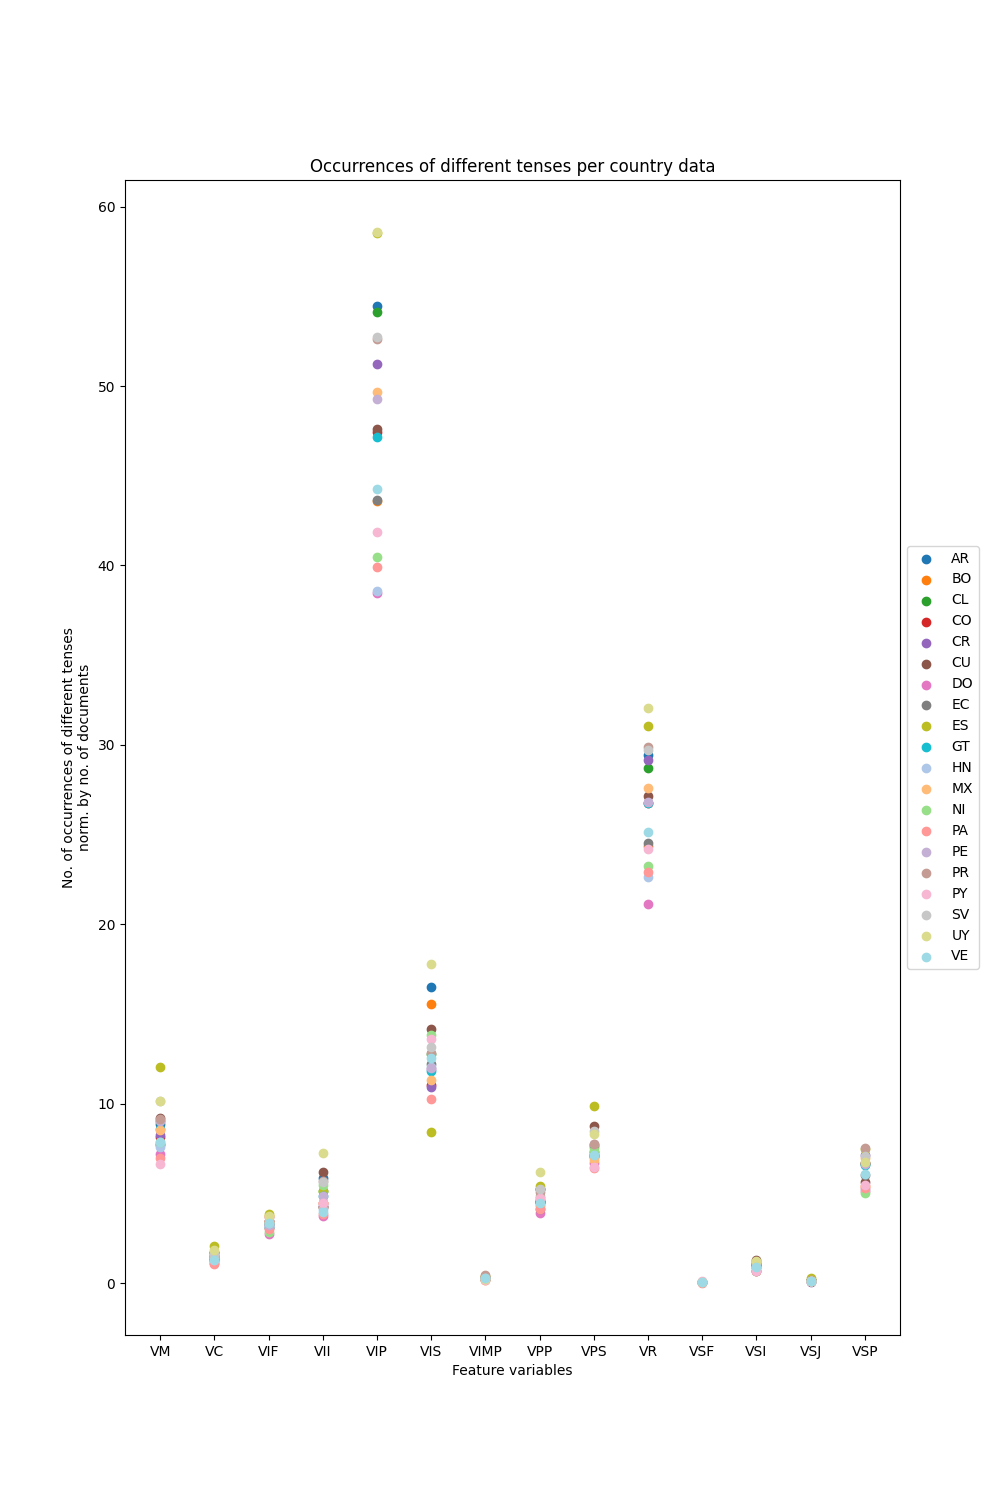 Occurrences of different tenses per country data
60
50
40
30
20
10
0
No. of occurrences of different tenses
norm. by no. of documents
VM VC VIF VII VIP VIS VIMP VPP VPS VR VSF VSI VSJ VSP
Feature variables
AR
BO
CL
CO
CR
CU
DO
EC
ES
GT
HN
MX
NI
PA
PE
PR
PY
SV
UY
VE